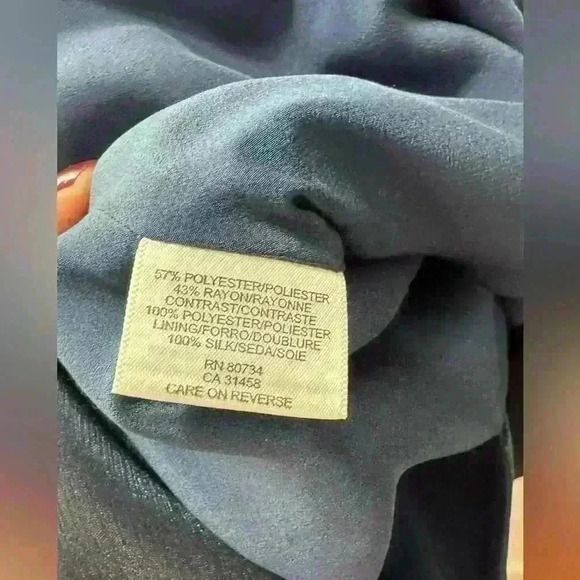 57% POLYESTER/POLIESTER
43% RAYON/RAYONNE
CONTRAST/CONTRASTE
100% POLYESTER/POLIESTER
LINING/FORRO/DOUBLURE
100% SILK/SEDA/SOIE
RN 80734
CA 31458
CARE ON REVERSE